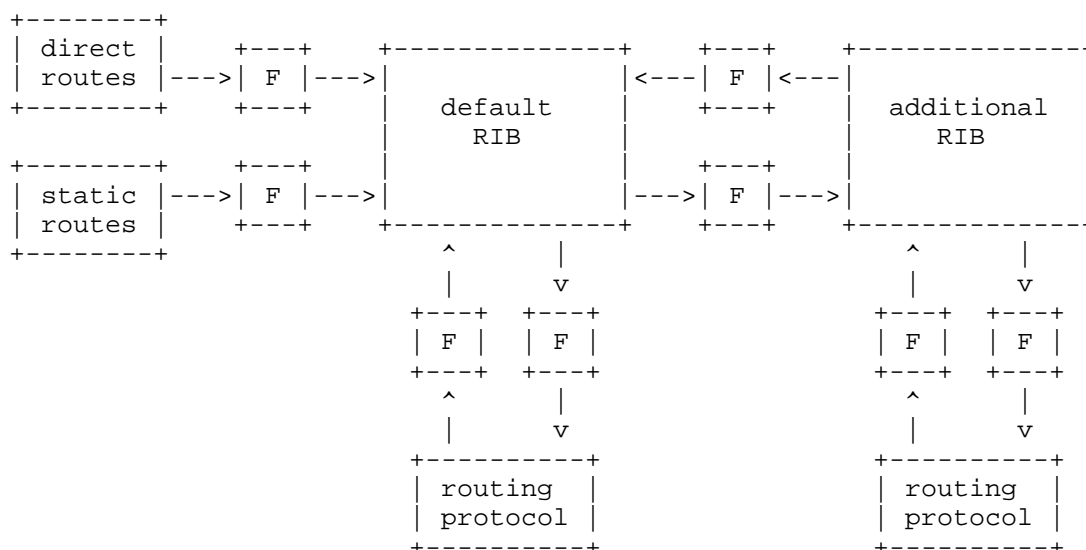 direct
routes
F
default
RIB
F
additional
RIB
static
routes
F
F
F
F
F
F
routing
protocol
routing
protocol